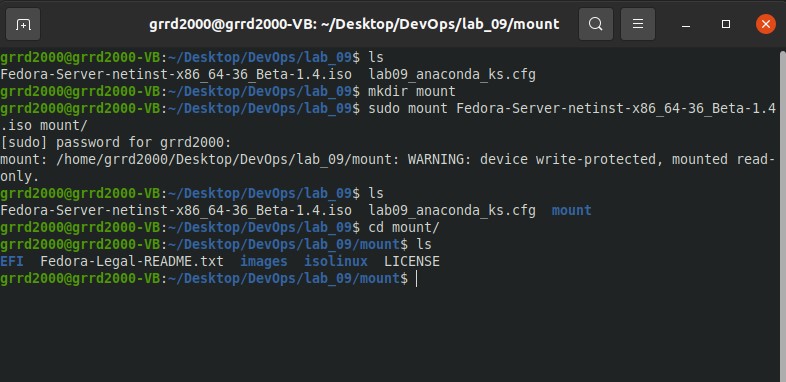 grrd2000@grrd2000-VB: ~/Desktop/DevOps/lab_09/mount
grrd2000@grrd2000-VB:~/Desktop/DevOps/lab_09$ ls
Fedora-Server-netinst-x86_64-36_Beta-1.4.iso  lab09_anaconda_ks.cfg
grrd2000@grrd2000-VB:~/Desktop/DevOps/lab_09$ mkdir mount
grrd2000@grrd2000-VB:~/Desktop/DevOps/lab_09$ sudo mount Fedora-Server-netinst-x86_64-36_Beta-1.4
.iso mount/
[sudo] password for grrd2000:
mount: /home/grrd2000/Desktop/DevOps/lab_09/mount: WARNING: device write-protected, mounted read-
only.
grrd2000@grrd2000-VB:~/Desktop/DevOps/lab_09$ ls
Fedora-Server-netinst-x86_64-36_Beta-1.4.iso  lab09_anaconda_ks.cfg  mount
grrd2000@grrd2000-VB:~/Desktop/DevOps/lab_09$ cd mount/
grrd2000@grrd2000-VB:~/Desktop/DevOps/lab_09/mount$ ls
EFI  Fedora-Legal-README.txt  images  isolinux  LICENSE
grrd2000@grrd2000-VB:~/Desktop/DevOps/lab_09/mount$